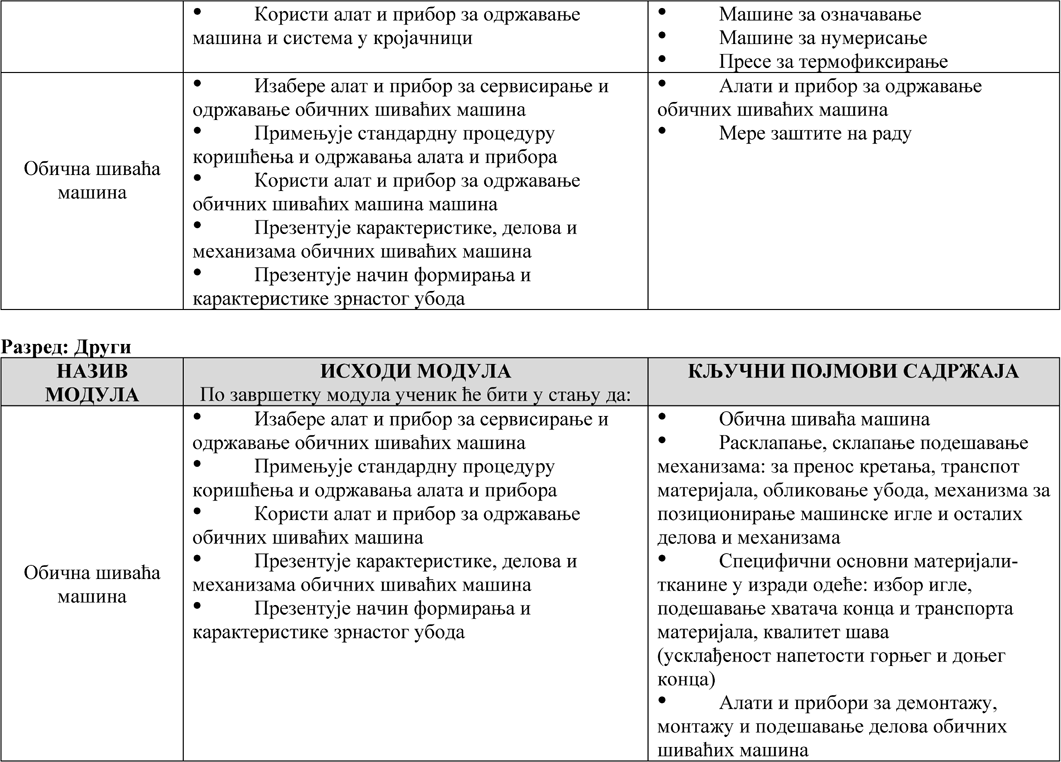 • Користи алат и прибор за одржавање
машина и система у кројачници
• Машине за означавање
• Машине за нумерисање
• Пресе за термофиксирање
Обична шиваћа
машина
• Изабере алат и прибор за сервисирање и
одржавање обичних шиваћих машина
• Примењује стандардну процедуру
коришћења и одржавања алата и прибора
• Користи алат и прибор за одржавање
обичних шиваћих машина машина
• Презентује карактеристике, делова и
механизама обичних шиваћих машина
• Презентује начин формирања и
карактеристике зрнастог убода
• Алати и прибор за одржавање
обичних шиваћих машина
• Мере заштите на раду
Разред: Други
НАЗИВ
МОДУЛА
ИСХОДИ МОДУЛА
По завршетку модула ученик ће бити у стању да:
КЉУЧНИ ПОЈМОВИ САДРЖАЈА
Обична шиваћа
машина
• Изабере алат и прибор за сервисирање и
одржавање обичних шиваћих машина
• Примењује стандардну процедуру
коришћења и одржавања алата и прибора
• Користи алат и прибор за одржавање
обичних шиваћих машина
• Презентује карактеристике, делова и
механизама обичних шиваћих машина
• Презентује начин формирања и
карактеристике зрнастог убода
• Обична шиваћа машина
• Расклапање, склапање подешавање
механизама: за пренос кретања, транспот
материјала, обликовање убода, механизма за
позиционирање машинске игле и осталих
делова и механизама
• Специфични основни материјали-
тканине у изради одеће: избор игле,
подешавање хватача конца и транспорта
материјала, квалитет шава
(усклађеност напетости горњег и доњег
конца)
• Алати и прибори за демонтажу,
монтажу и подешавање делова обичних
шиваћих машина